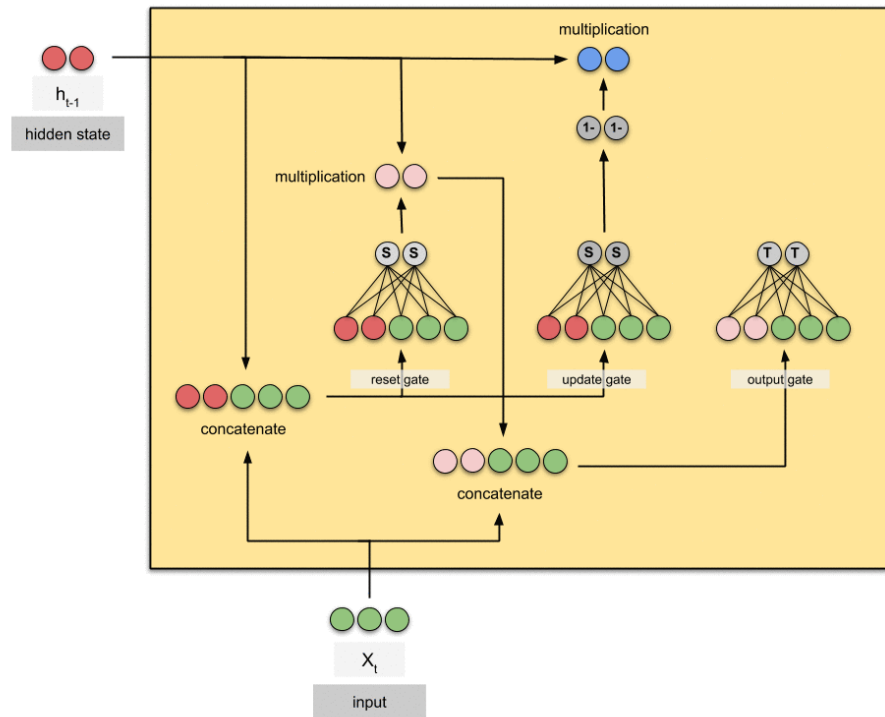 multiplication
h t-1
hidden state
1- 1-
multiplication
S S
S S
T T
reset gate
update gate
output gate
concatenate
concatenate
X t
input